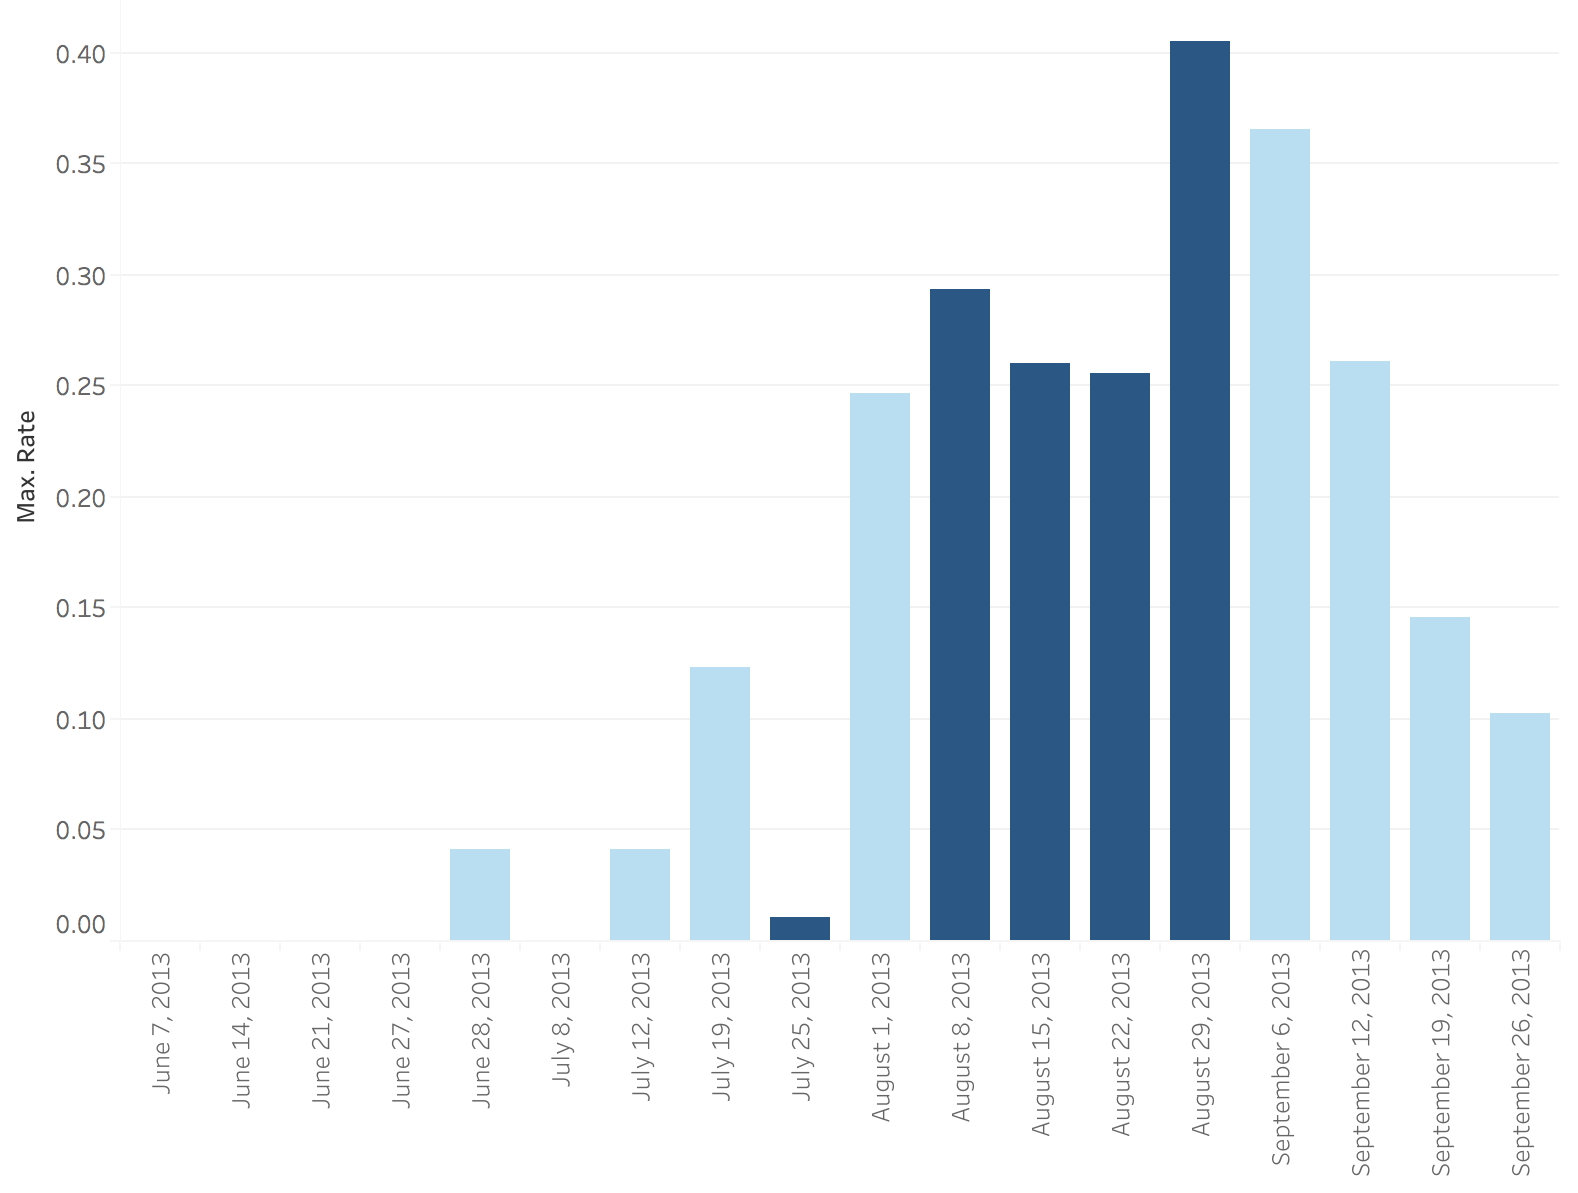 0.40
0.35
0.30
0.25
0.20
0.15
0.10
0.05
0.00
Max. Rate
June 7, 2013
June 14, 2013
June 21, 2013
June 27, 2013
June 28, 2013
July 8, 2013
July 12, 2013
July 19, 2013
July 25, 2013
August 1, 2013
August 8, 2013
August 15, 2013
August 22, 2013
August 29, 2013
September 6, 2013
September 12, 2013
September 19, 2013
September 26, 2013